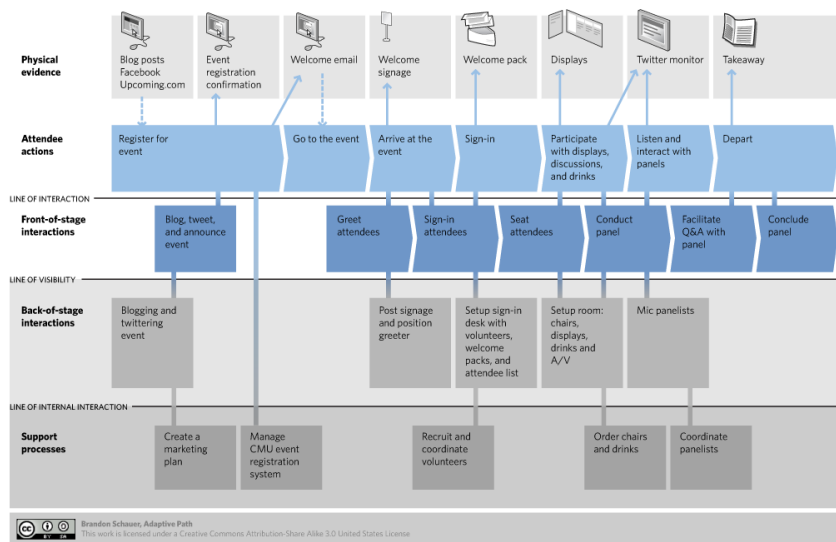 Physical
evidence
Blog posts
Facebook
Upcoming.com
Event
registration
confirmation
Welcome email
Welcome
signage
Welcome pack
Displays
Twitter monitor
Takeaway
Attendee
actions
Register for
event
Go to the event
Arrive at the
event
Sign-in
Participate
with displays,
discussions,
and drinks
Listen and
interact with
panels
Depart
LINE OF INTERACTION
Front-of-stage
interactions
Blog, tweet,
and announce
event
Greet
attendees
Sign-in
attendees
Seat
attendees
Conduct
panel
Facilitate
Q&A with
panel
Conclude
panel
LINE OF VISIBILITY
Back-of-stage
interactions
Blogging and
twittering
event
Post signage
and position
greeter
Setup sign-in
desk with
volunteers,
welcome
packs, and
attendee list
Setup room:
chairs,
displays,
drinks and
A/V
Mic panelists
LINE OF INTERNAL INTERACTION
Support
processes
Create a
marketing
plan
Manage
CMU event
registration
system
Recruit and
coordinate
volunteers
Order chairs
and drinks
Coordinate
panelists
cc
BY SA
Brandon Schauer, Adaptive Path
This work is licensed under a Creative Commons Attribution-Share Alike 3.0 United States License